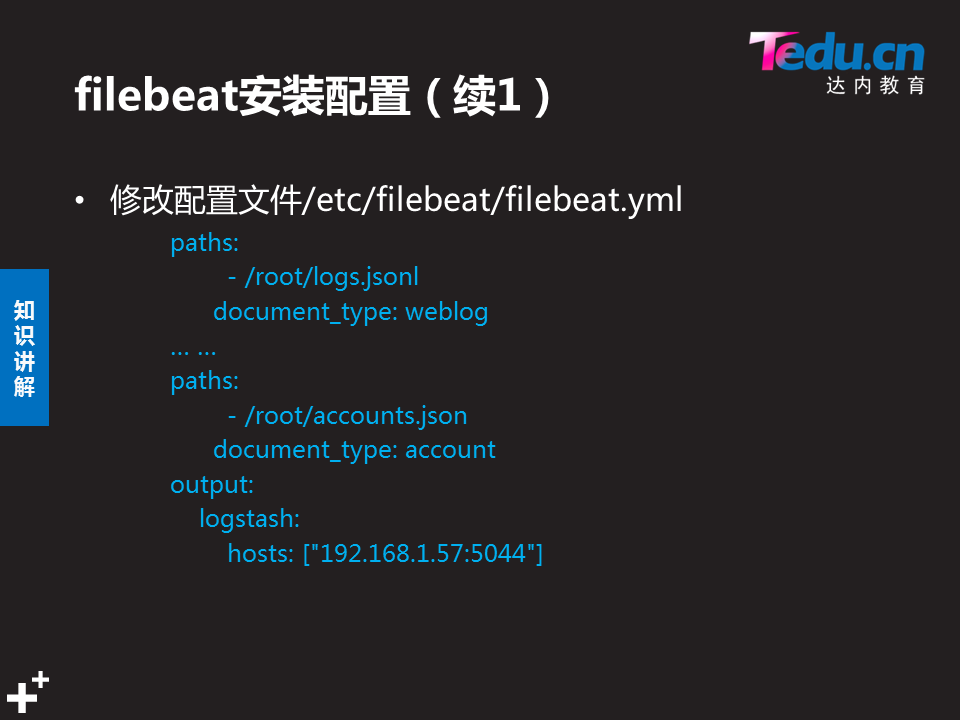 Tedu.cn
达内教育
filebeat安装配置（续1）
• 修改配置文件/etc/filebeat/filebeat.yml
paths:
- /root/logs.jsonl
document_type: weblog
... ...
paths:
- /root/accounts.json
document_type: account
output:
logstash:
hosts: ["192.168.1.57:5044"]
知
识
讲
解